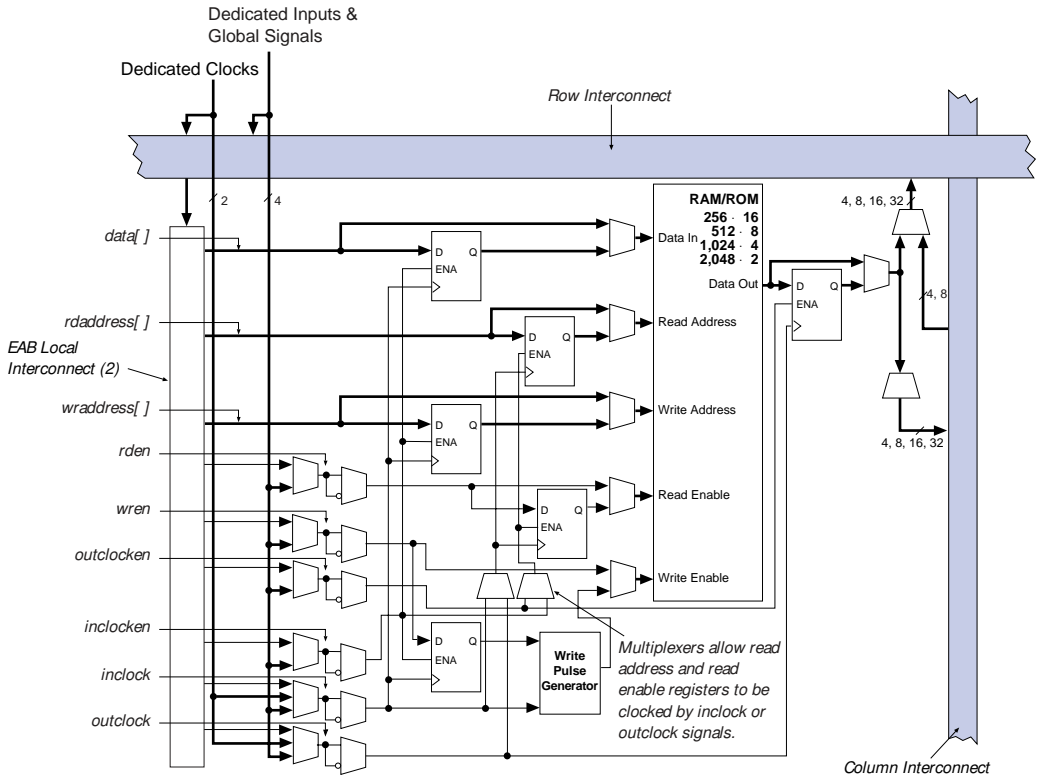 Dedicated Inputs &
Global Signals
Dedicated Clocks
Row Interconnect
2
4
4, 8, 16, 32
RAM/ROM
256 · 16
512 · 8
1,024 · 4
2,048 · 2
data[ ]
D Q
ENA
Data In
Data Out
D Q
ENA
4, 8
rdaddress[ ]
D Q
ENA
Read Address
EAB Local
Interconnect (2)
wraddress[ ]
D Q
ENA
Write Address
4, 8, 16, 32
rden
D Q
ENA
Read Enable
wren
outclocken
Write Enable
inclocken
D Q
ENA
Write
Pulse
Generator
Multiplexers allow read
address and read
enable registers to be
clocked by inclock or
outclock signals.
inclock
outclock
Column Interconnect